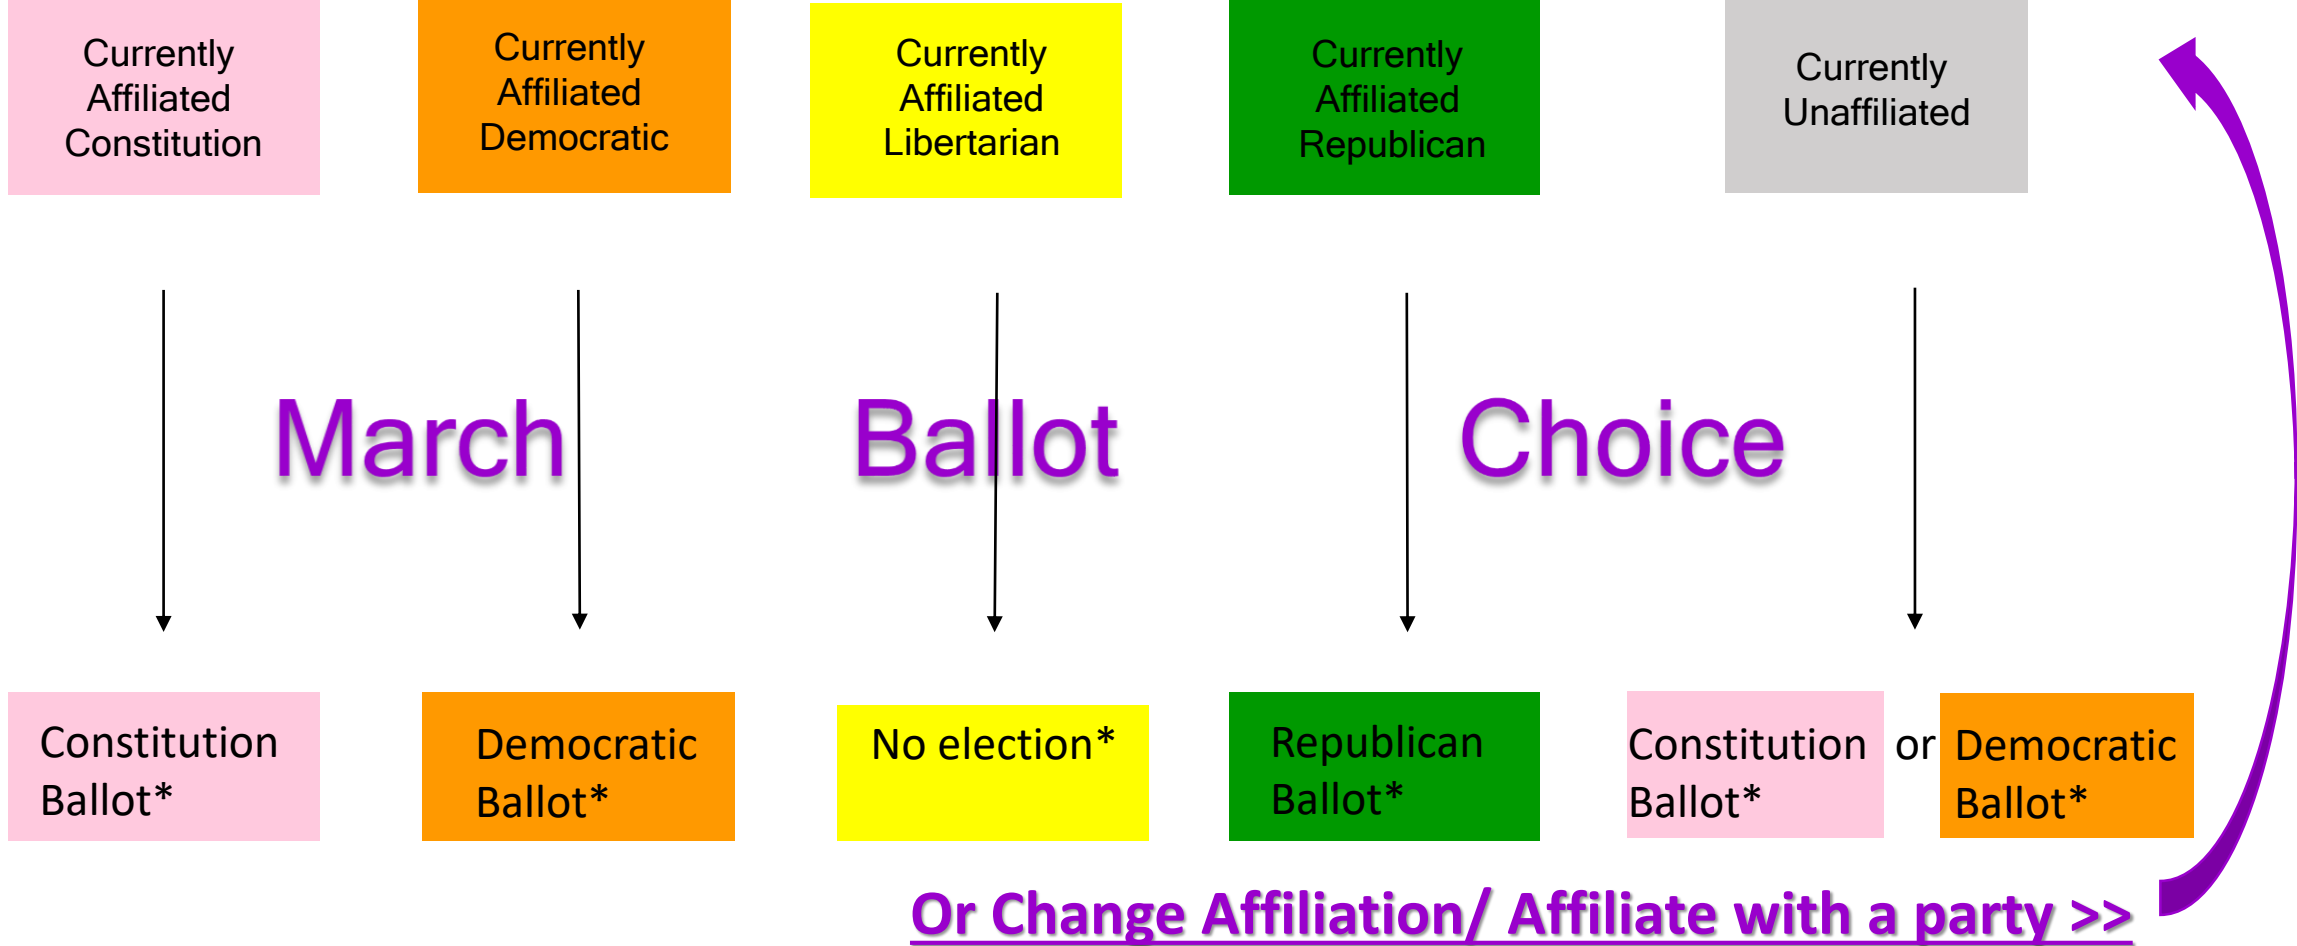 Currently
Affiliated
Constitution
Currently
Affiliated
Democratic
Currently
Affiliated
Libertarian
Currently
Affiliated
Republican
Currently
Unaffiliated
March Ballot Choice
Constitution
Ballot*
Democratic
Ballot*
No election*
Republican
Ballot*
Constitution
Ballot*
or
Democratic
Ballot*
Or Change Affiliation/ Affiliate with a party >>